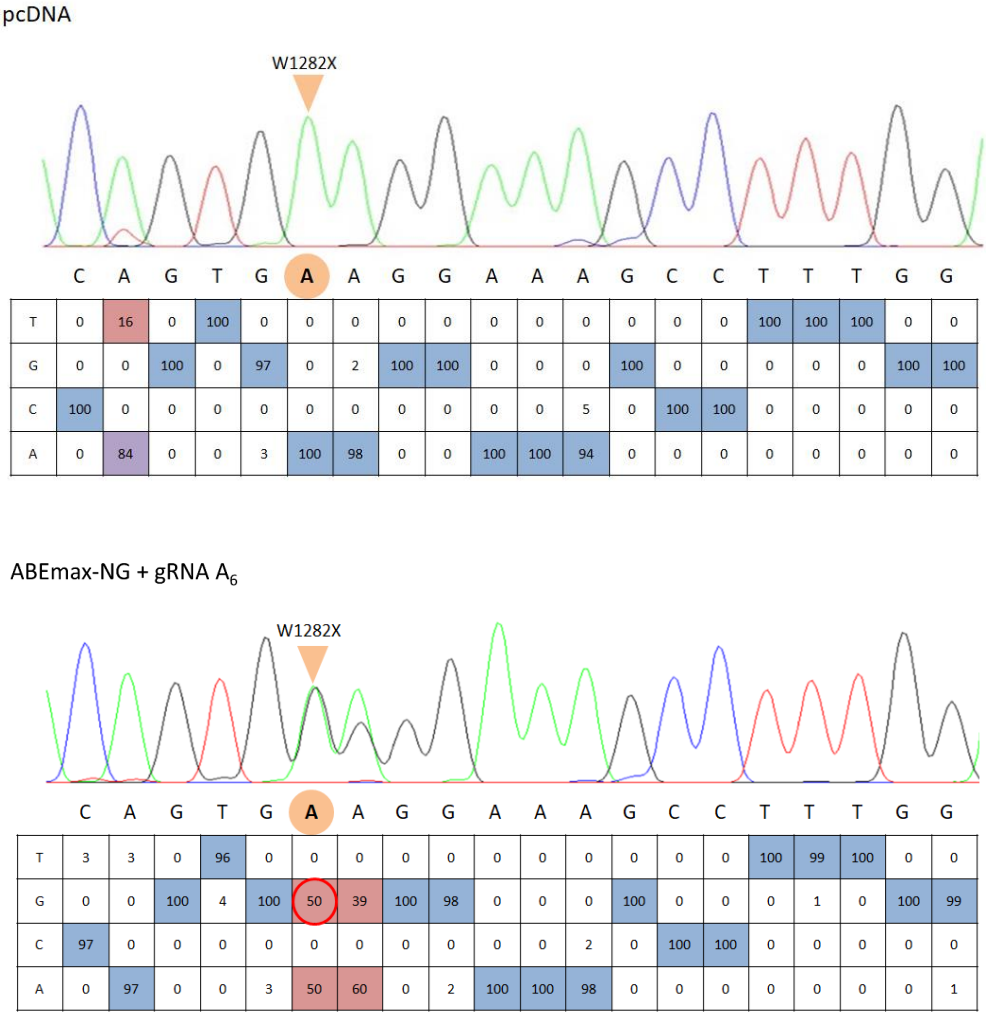 pcDNA
W1282X
C A G T G A A G G A A A G C C T T T G G
T 0 16 0 100 0 0 0 0 0 0 0 0 0 0 0 100 100 100 0 0
G 0 0 100 0 97 0 2 100 100 0 0 0 100 0 0 0 0 0 100 100
C 100 0 0 0 0 0 0 0 0 0 0 5 0 100 100 0 0 0 0 0
A 0 84 0 0 3 100 98 0 0 100 100 94 0 0 0 0 0 0 0 0
ABEmax-NG + gRNA A6
W1282X
C A G T G A A G G A A A G C C T T T G G
T 3 3 0 96 0 0 0 0 0 0 0 0 0 0 0 100 99 100 0 0
G 0 0 100 4 100 50 39 100 98 0 0 0 100 0 0 0 1 0 100 99
C 97 0 0 0 0 0 0 0 0 0 0 2 0 100 100 0 0 0 0 0
A 0 97 0 0 3 50 60 0 2 100 100 98 0 0 0 0 0 0 0 1